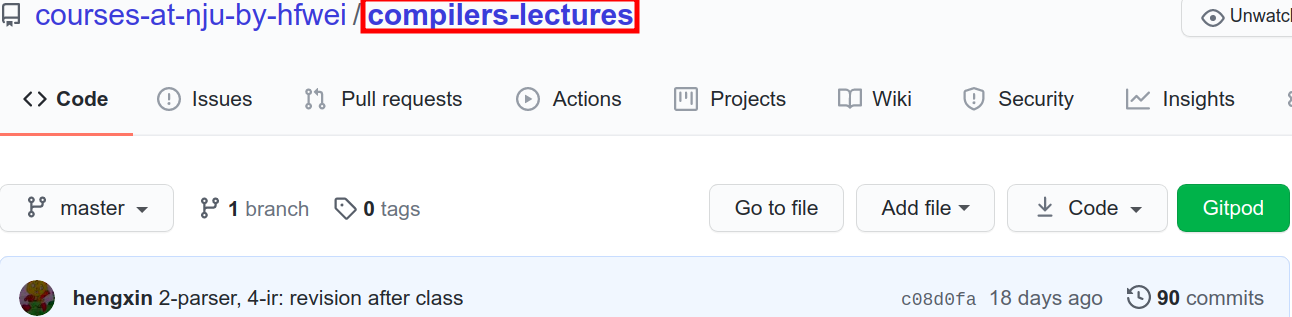 courses-at-nju-by-hfwei / compilers-lectures Unwatch
Code Issues Pull requests Actions Projects Wiki Security Insights
master 1 branch 0 tags Go to file Add file Code Gitpod
hengxin 2-parser, 4-ir: revision after class c08d0fa 18 days ago 90 commits